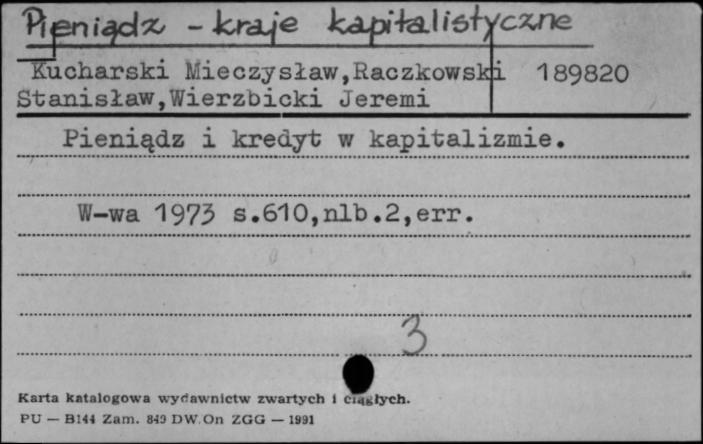 Pieniądz - kraje kapitalistyczne
Kucharski Mieczysław,Raczkowski 189820
Stanisław,Wierzbicki Jeremi
Pieniądz i kredyt w kapitalizmie.
W-wa 1973 s.610,nlb.2,err.
3
Karta katalogowa wydawnictw zwartych i ciągłych.
PU — B144 Zam. 849 DW.On ZGG — 1991